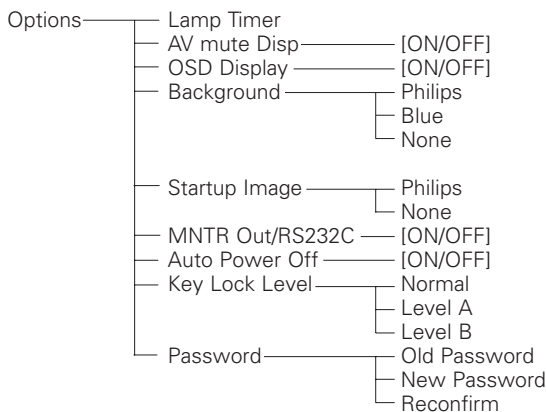 Options Lamp Timer
AV mute Disp [ON/OFF]
OSD Display [ON/OFF]
Background Philips
Blue
None
Startup Image Philips
None
MNTR Out/RS232C [ON/OFF]
Auto Power Off [ON/OFF]
Key Lock Level Normal
Level A
Level B
Password Old Password
New Password
Reconfirm